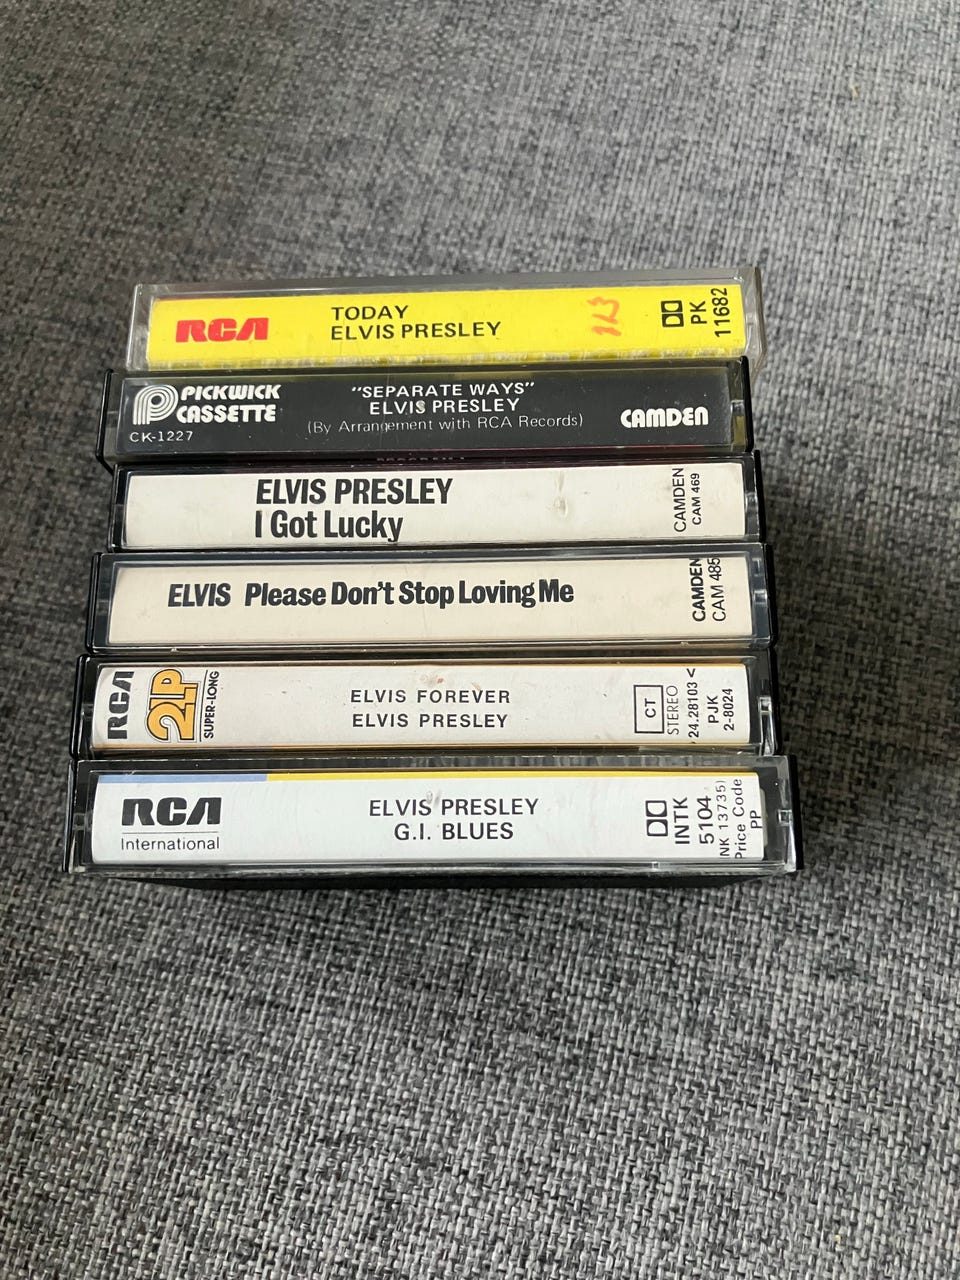 RCA
TODAY
ELVIS PRESLEY
113
PK
11682
PICKWICK
CASSETTE
CK-1227
"SEPARATE WAYS"
ELVIS PRESLEY
(By Arrangement with RCA Records)
CAMDEN
ELVIS PRESLEY
I Got Lucky
CAMDEN
CAM 469
ELVIS Please Don't Stop Loving Me
CAMDEN
CAM 485
RCA
2LP
SUPER-LONG
ELVIS FOREVER
ELVIS PRESLEY
CT
STEREO
24.28103
PJK
2-8024
RCA
International
ELVIS PRESLEY
G.I. BLUES
INTK
5104
NK 13735)
Price Code
PP